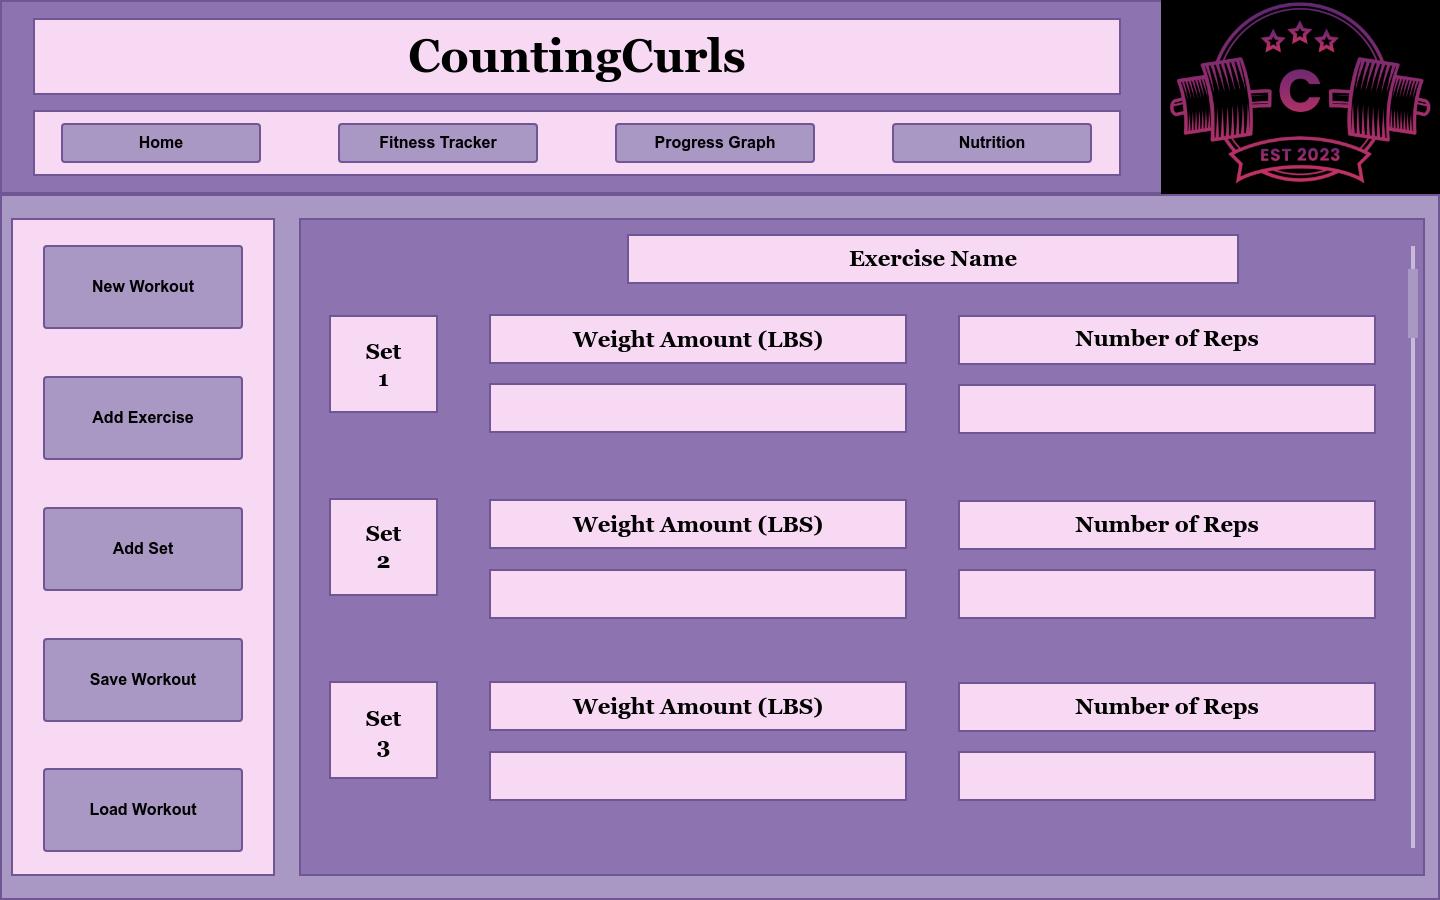 CountingCurls
C
EST 2023
Home
Fitness Tracker
Progress Graph
Nutrition
New Workout
Add Exercise
Add Set
Save Workout
Load Workout
Exercise Name
Set
1
Weight Amount (LBS)
Number of Reps
Set
2
Weight Amount (LBS)
Number of Reps
Set
3
Weight Amount (LBS)
Number of Reps